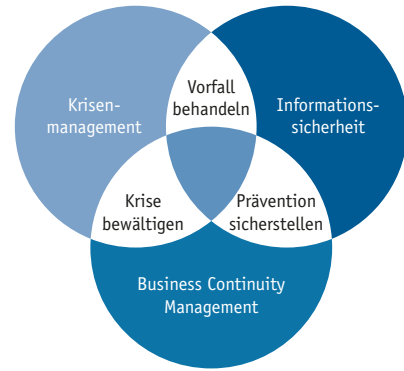 Krisen-
management
Vorfall
behandeln
Informations-
sicherheit
Krise
bewältigen
Prävention
sicherstellen
Business Continuity
Management